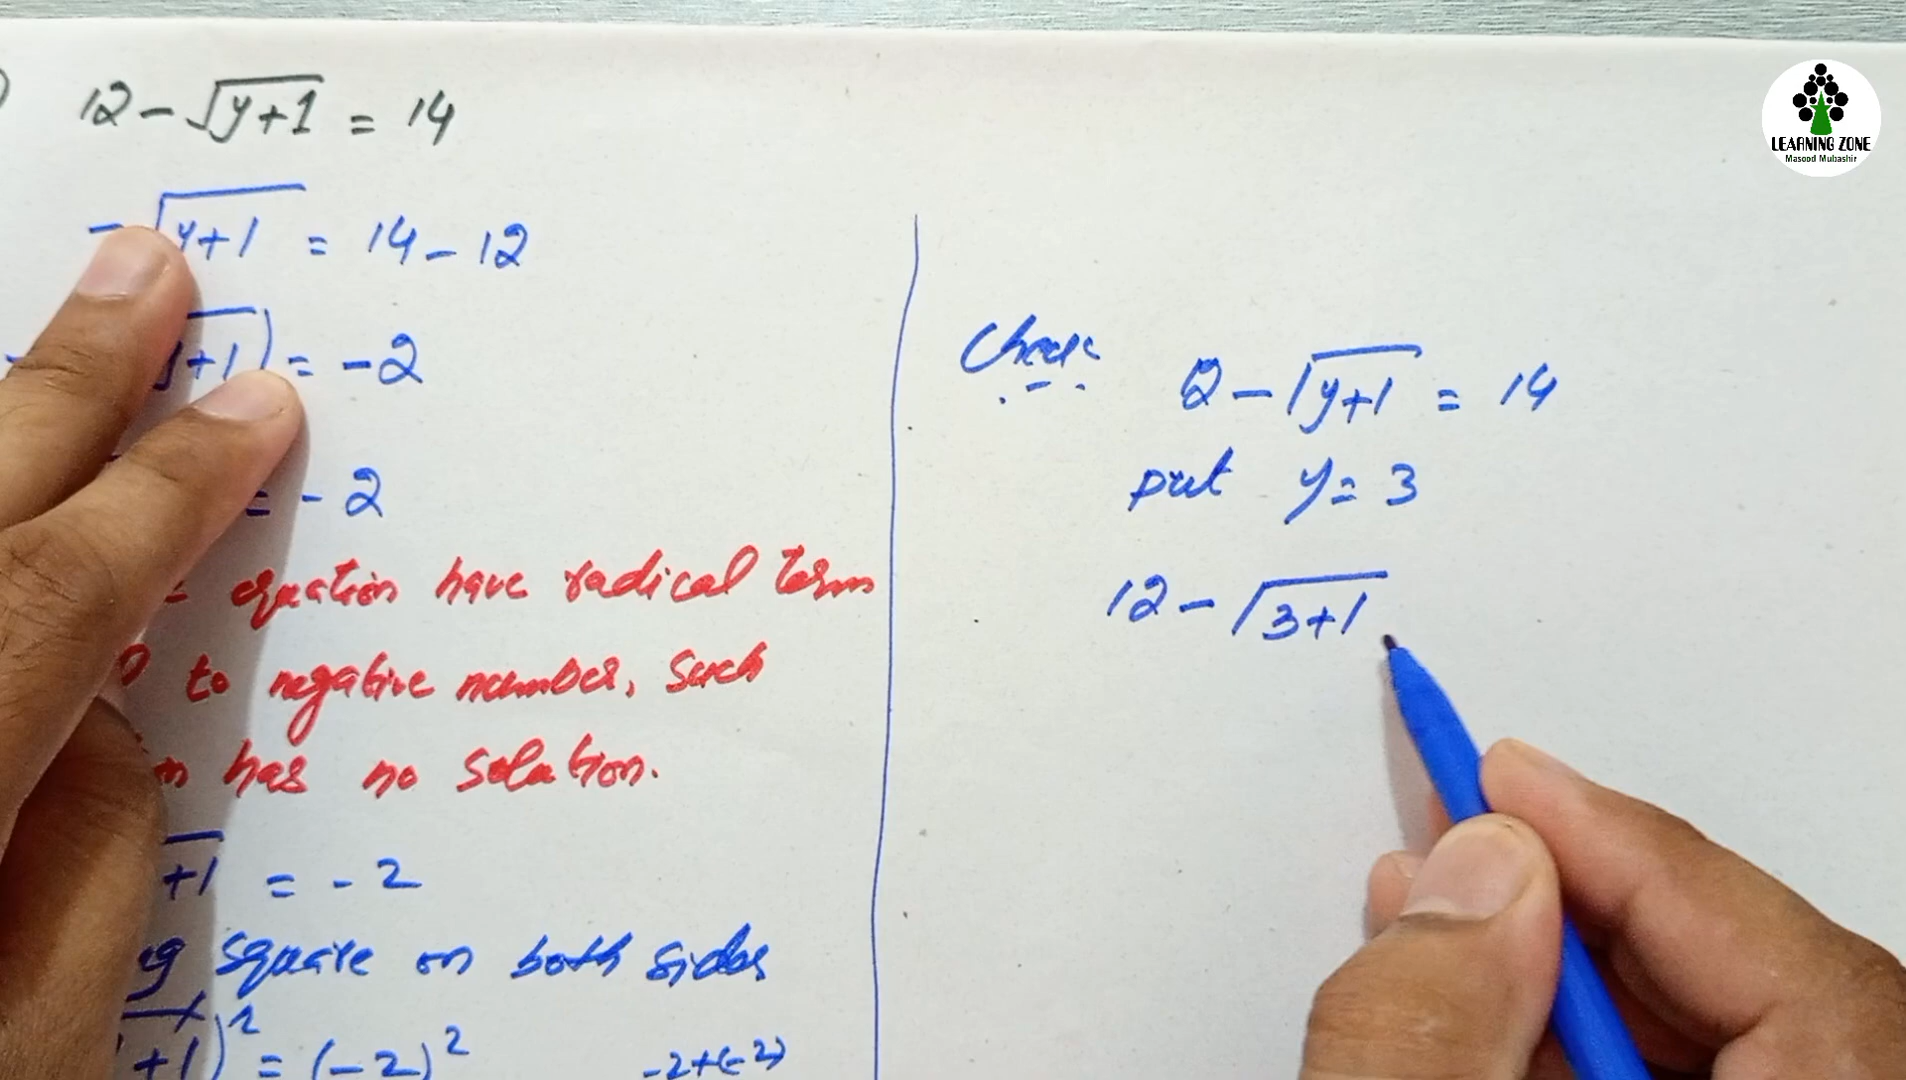 12 - √(y+1) = 14
- √(y+1) = 14 - 12
+1) = -2
= -2
equation have radical term
to negative number, such
has no solution.
+1 = -2
square on both sides
+1)² = (-2)²
-2+(-2)
Check
12 - √(y+1) = 14
put y = 3
12 - √(3+1)
LEARNING ZONE
Masood Mubashir